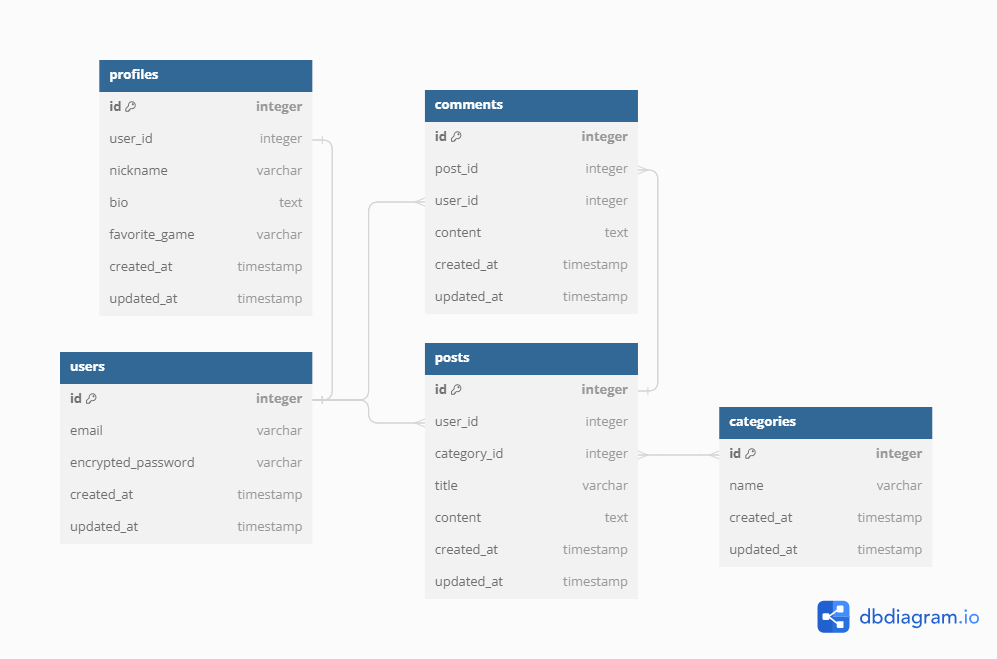 profiles
id integer
user_id integer
nickname varchar
bio text
favorite_game varchar
created_at timestamp
updated_at timestamp
users
id integer
email varchar
encrypted_password varchar
created_at timestamp
updated_at timestamp
comments
id integer
post_id integer
user_id integer
content text
created_at timestamp
updated_at timestamp
posts
id integer
user_id integer
category_id integer
title varchar
content text
created_at timestamp
updated_at timestamp
categories
id integer
name varchar
created_at timestamp
updated_at timestamp
dbdiagram.io